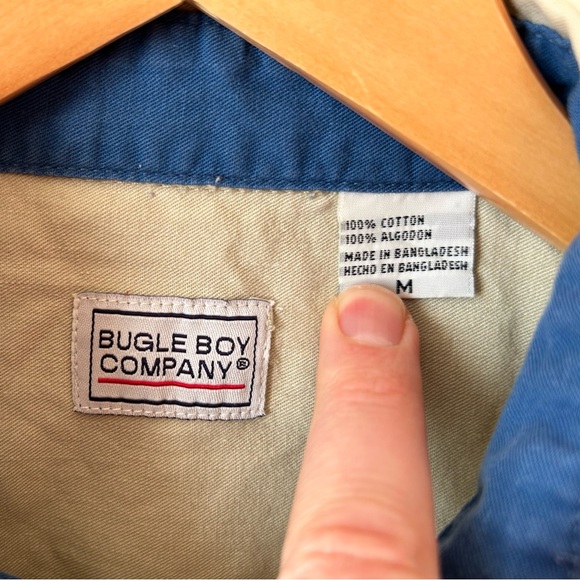 100% COTTON
100% ALGODON
MADE IN BANGLADESH
HECHO EN BANGLADESH
M
BUGLE BOY
COMPANY®